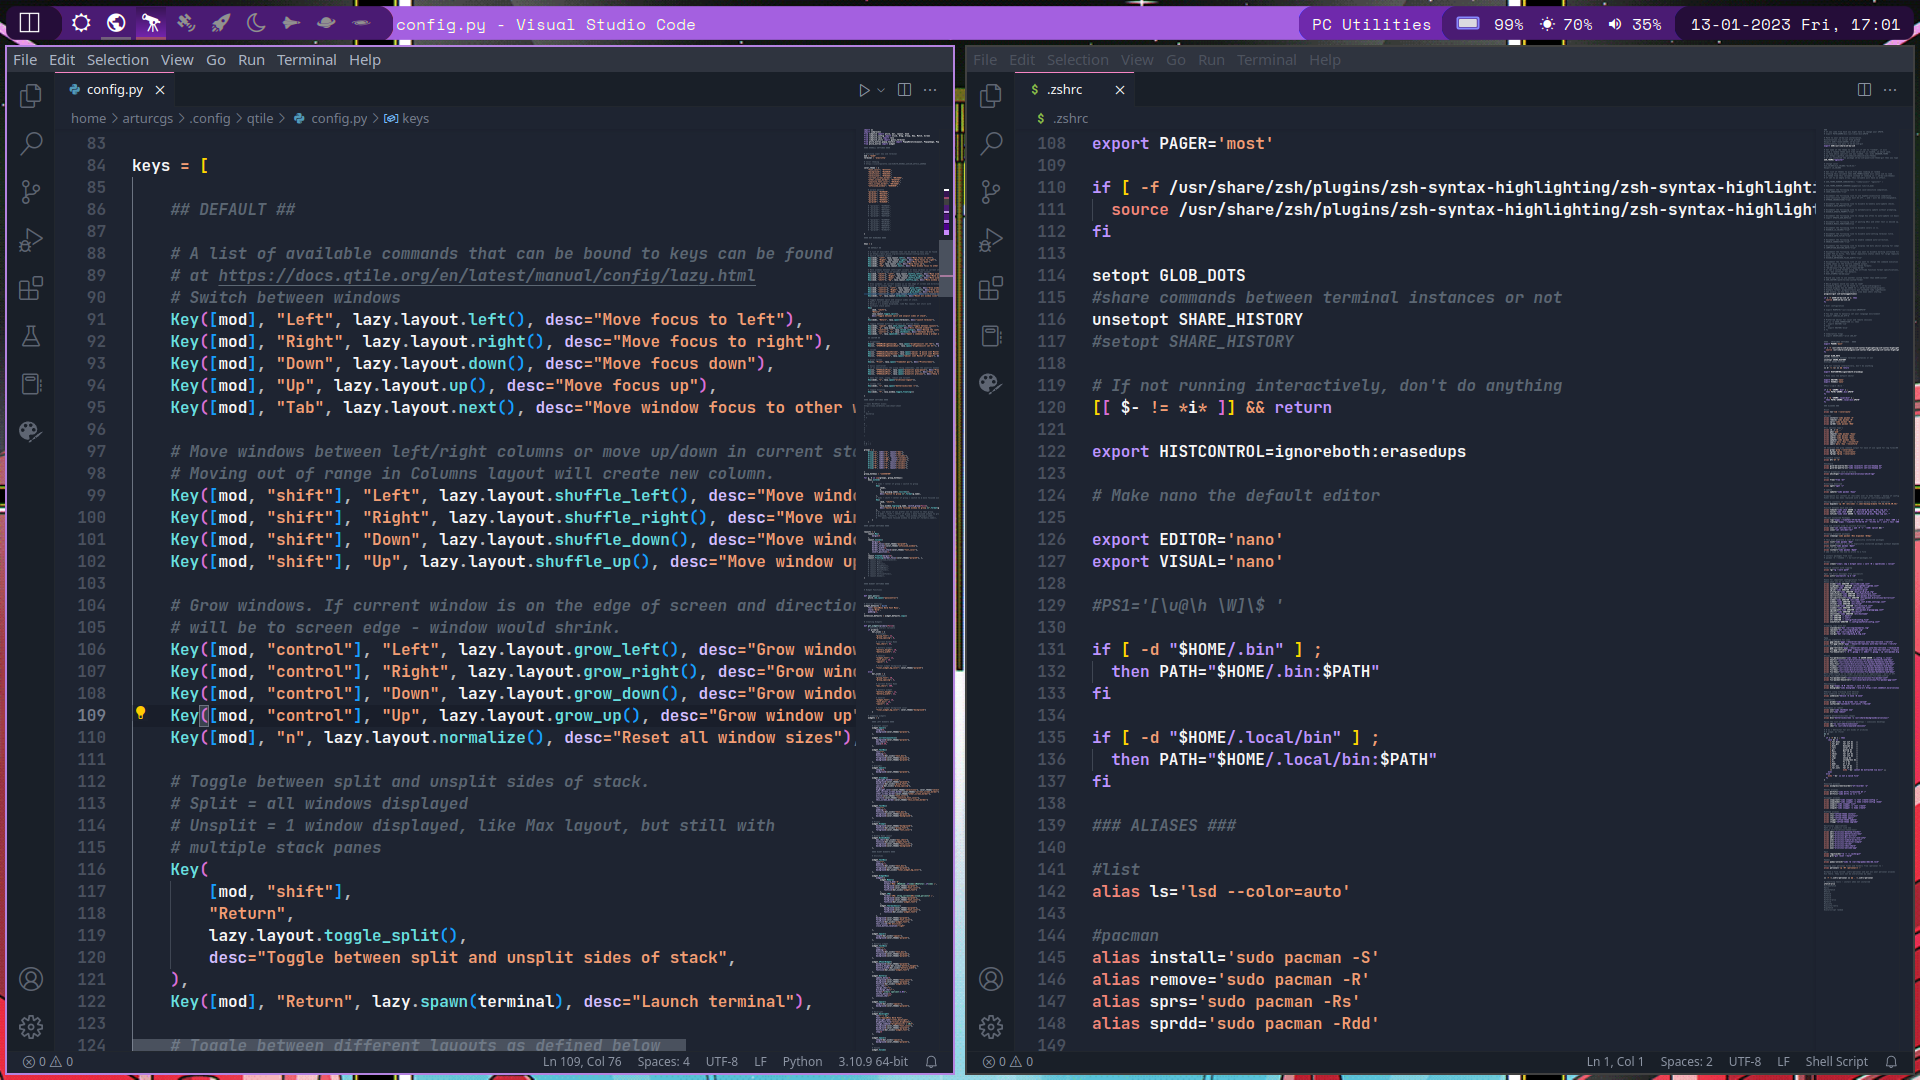 config.py - Visual Studio Code
PC Utilities
99%
70%
35%
13-01-2023 Fri, 17:01
File Edit Selection View Go Run Terminal Help
config.py
home > arturcgs > .config > qtile > config.py > keys
83
84 keys = [
85
86 ## DEFAULT ##
87
88 # A list of available commands that can be bound to keys can be found
89 # at https://docs.qtile.org/en/latest/manual/config/lazy.html
90 # Switch between windows
91 Key([mod], "Left", lazy.layout.left(), desc="Move focus to left"),
92 Key([mod], "Right", lazy.layout.right(), desc="Move focus to right"),
93 Key([mod], "Down", lazy.layout.down(), desc="Move focus down"),
94 Key([mod], "Up", lazy.layout.up(), desc="Move focus up"),
95 Key([mod], "Tab", lazy.layout.next(), desc="Move window focus to other
96
97 # Move windows between left/right columns or move up/down in current
98 # Moving out of range in Columns layout will create new column.
99 Key([mod, "shift"], "Left", lazy.layout.shuffle_left(), desc="Move
100 Key([mod, "shift"], "Right", lazy.layout.shuffle_right(), desc="Move
101 Key([mod, "shift"], "Down", lazy.layout.shuffle_down(), desc="Move
102 Key([mod, "shift"], "Up", lazy.layout.shuffle_up(), desc="Move window
103
104 # Grow windows. If current window is on the edge of screen and
105 # will be to screen edge - window would shrink.
106 Key([mod, "control"], "Left", lazy.layout.grow_left(), desc="Grow
107 Key([mod, "control"], "Right", lazy.layout.grow_right(), desc="Grow
108 Key([mod, "control"], "Down", lazy.layout.grow_down(), desc="Grow
109 Key([mod, "control"], "Up", lazy.layout.grow_up(), desc="Grow window up"
110 Key([mod], "n", lazy.layout.normalize(), desc="Reset all window sizes"),
111
112 # Toggle between split and unsplit sides of stack.
113 # Split = all windows displayed
114 # Unsplit = 1 window displayed, like Max layout, but still with
115 # multiple stack panes
116 Key(
117 [mod, "shift"],
118 "Return",
119 lazy.layout.toggle_split(),
120 desc="Toggle between split and unsplit sides of stack",
121 ),
122 Key([mod], "Return", lazy.spawn(terminal), desc="Launch terminal"),
123
124 # Toggle between different layouts as defined below
0 0 Ln 109, Col 76 Spaces: 4 UTF-8 LF Python 3.10.9 64-bit
File Edit Selection View Go Run Terminal Help
$ .zshrc
$ .zshrc
108 export PAGER='most'
109
110 if [ -f /usr/share/zsh/plugins/zsh-syntax-highlighting/
111 source /usr/share/zsh/plugins/zsh-syntax-highlighting/
112 fi
113
114 setopt GLOB_DOTS
115 #share commands between terminal instances or not
116 unsetopt SHARE_HISTORY
117 #setopt SHARE_HISTORY
118
119 # If not running interactively, don't do anything
120 [[ $- != *i* ]] && return
121
122 export HISTCONTROL=ignoreboth:erasedups
123
124 # Make nano the default editor
125
126 export EDITOR='nano'
127 export VISUAL='nano'
128
129 #PS1='[\u@\h \W]\$ '
130
131 if [ -d "$HOME/.bin" ] ;
132 then PATH="$HOME/.bin:$PATH"
133 fi
134
135 if [ -d "$HOME/.local/bin" ] ;
136 then PATH="$HOME/.local/bin:$PATH"
137 fi
138
139 ### ALIASES ###
140
141 #list
142 alias ls='lsd --color=auto'
143
144 #pacman
145 alias install='sudo pacman -S'
146 alias remove='sudo pacman -R'
147 alias sprs='sudo pacman -Rs'
148 alias sprdd='sudo pacman -Rdd'
149
0 0 Ln 1, Col 1 Spaces: 2 UTF-8 LF Shell Script